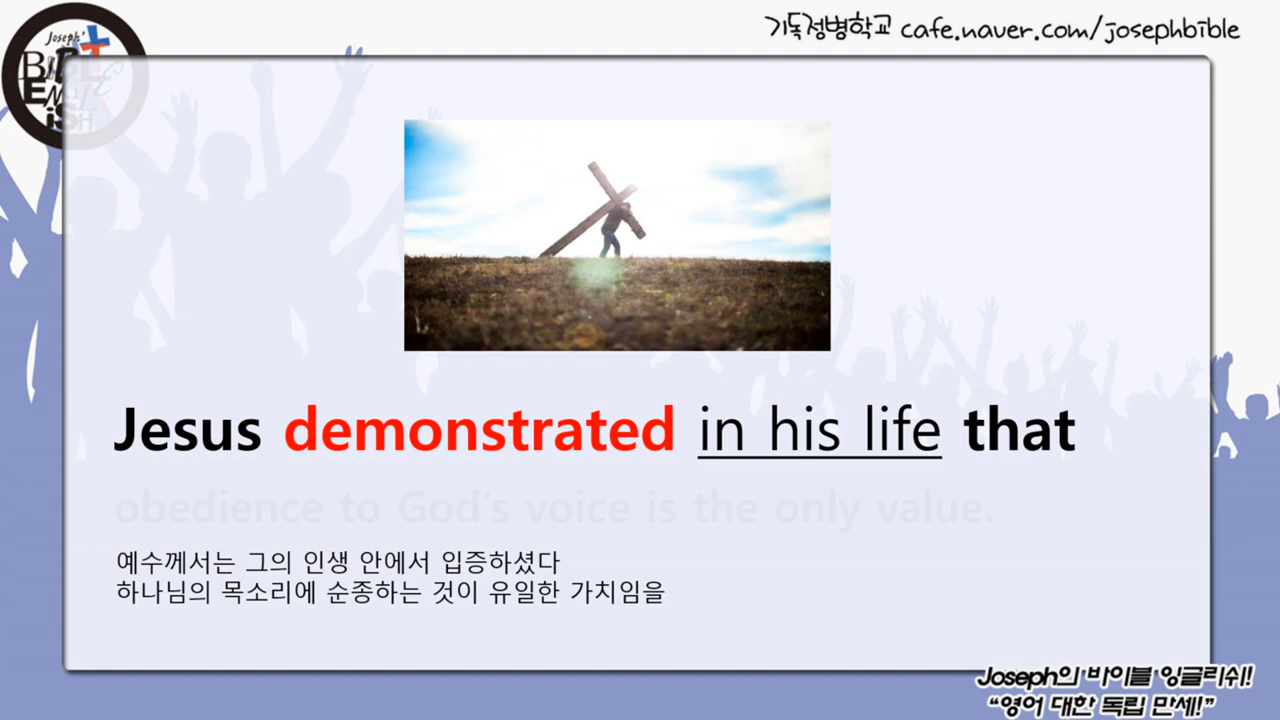 Joseph'
BIBLE
ENGLISH
기독정병학교 cafe.naver.com/josephbible
Jesus demonstrated in his life that
obedience to God's voice is the only value.
예수께서는 그의 인생 안에서 입증하셨다
하나님의 목소리에 순종하는 것이 유일한 가치임을
Joseph의 바이블 잉글리쉬!
“영어 대한 독립 만세!”